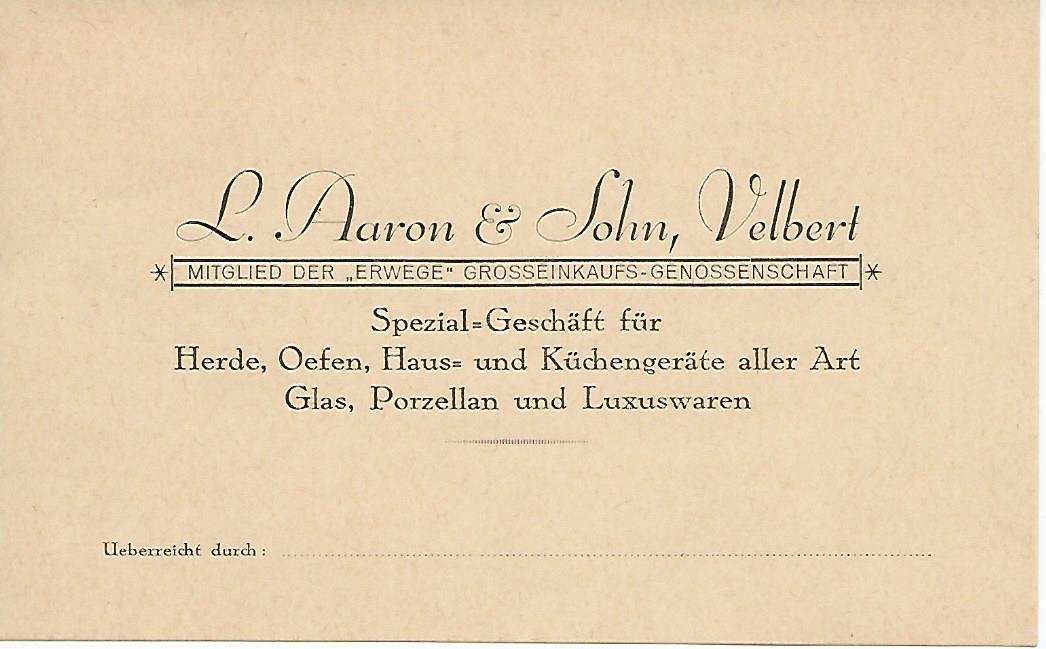 L. Aaron & Sohn, Velbert
MITGLIED DER „ERWEGE“ GROSSEINKAUFS-GENOSSENSCHAFT
Spezial=Geschäft für
Herde, Oefen, Haus= und Küchengeräte aller Art
Glas, Porzellan und Luxuswaren
Ueberreicht durch: